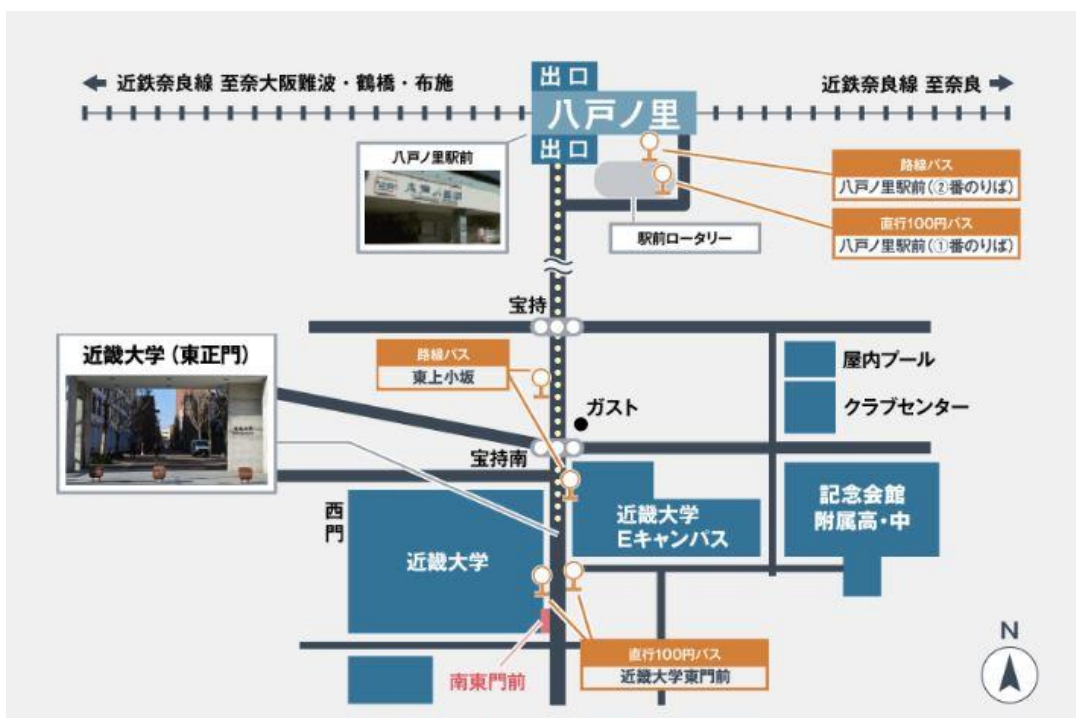 近鉄奈良線 至奈大阪難波・鶴橋・布施
出口
近鉄奈良線 至奈良
八戸ノ里
出口
八戸ノ里駅前
路線バス
八戸ノ里駅前(②番のりば)
直行100円バス
八戸ノ里駅前(①番のりば)
駅前ロータリー
宝持
近畿大学(東正門)
路線バス
東上小坂
屋内プール
ガスト
クラブセンター
宝持南
西門
近畿大学
近畿大学
Eキャンパス
記念会館
附属高・中
N
直行100円バス
近畿大学東門前
南東門前